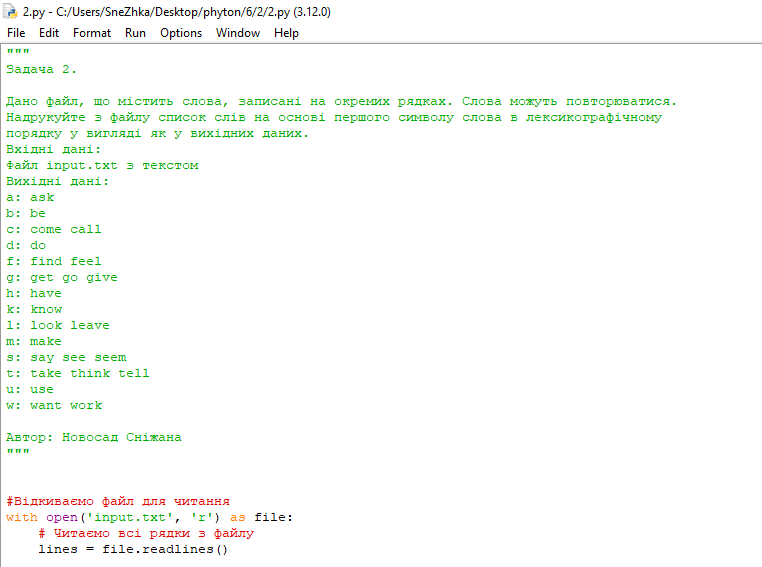 2.py - C:/Users/SneZhka/Desktop/phyton/6/2/2.py (3.12.0)
File Edit Format Run Options Window Help
"""
Задача 2.
Дано файл, що містить слова, записані на окремих рядках. Слова можуть повторюватися.
Надрукуйте з файлу список слів на основі першого символу слова в лексикографічному
порядку у вигляді як у вихідних даних.
Вхідні дані:
Файл input.txt з текстом
Вихідні дані:
a: ask
b: be
c: come call
d: do
f: find feel
g: get go give
h: have
k: know
l: look leave
m: make
s: say see seem
t: take think tell
u: use
w: want work
Автор: Новосад Сніжана
"""
#Відкиваємо файл для читання
with open('input.txt', 'r') as file:
# Читаємо всі рядки з файлу
lines = file.readlines()